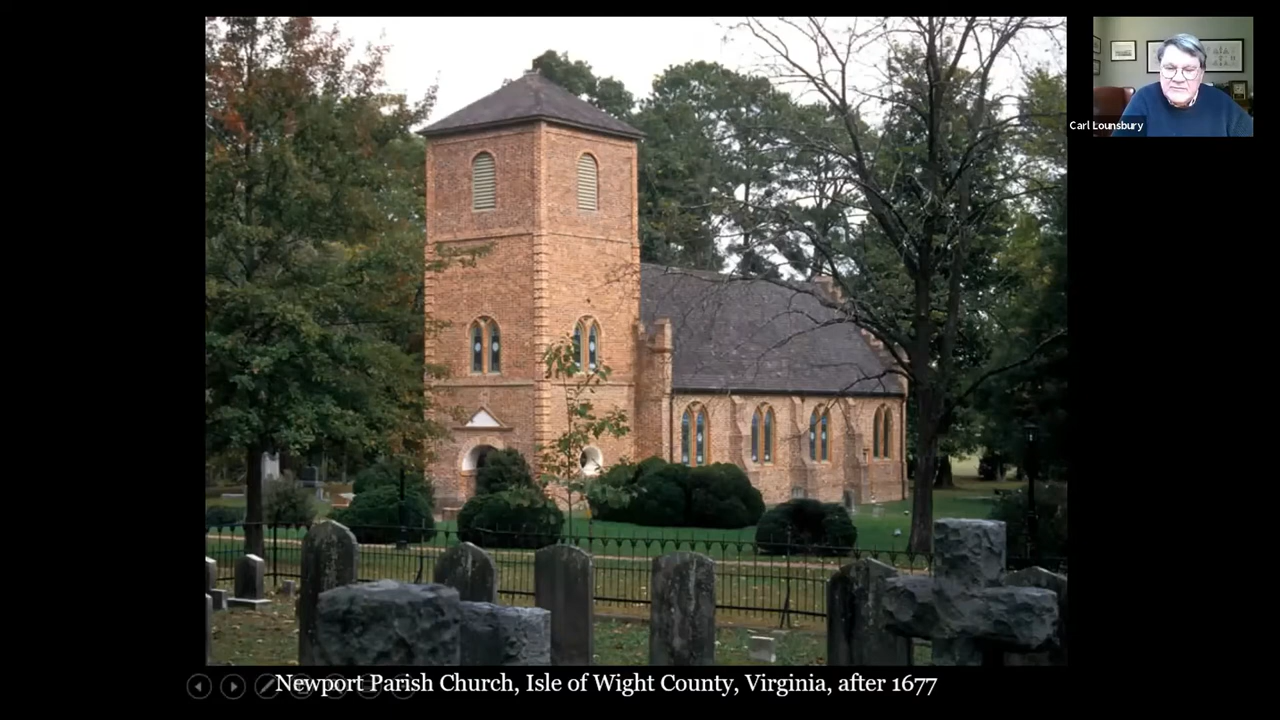 Carl Lounsbury
Newport Parish Church, Isle of Wight County, Virginia, after 1677